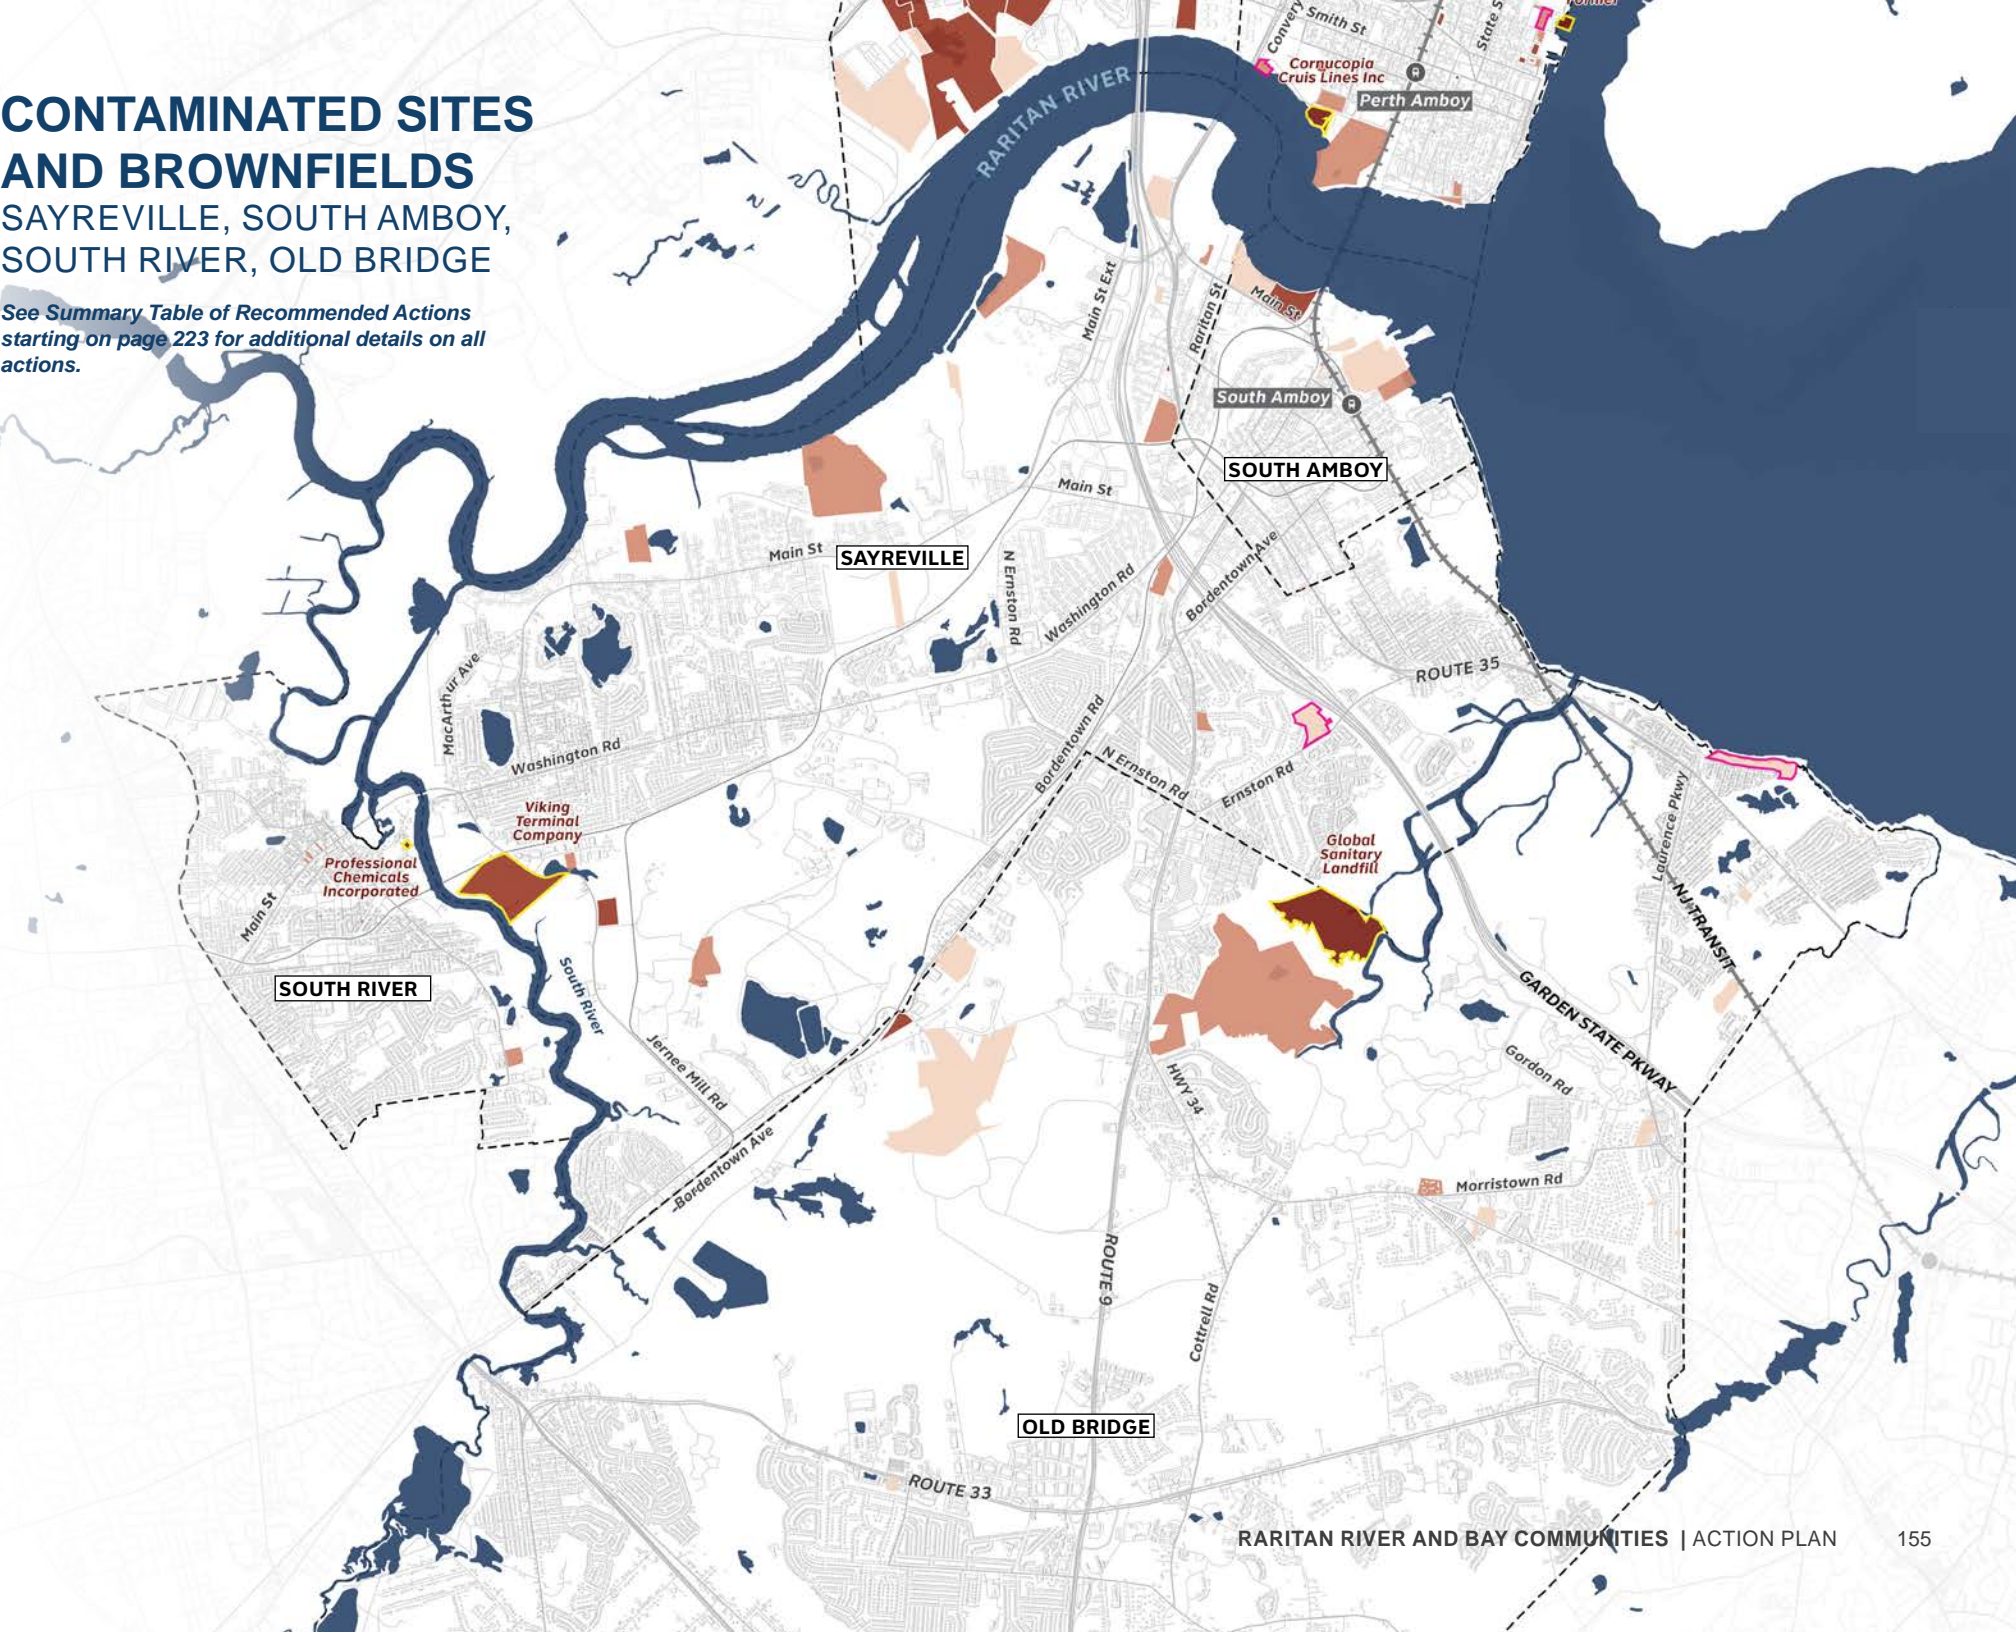 CONTAMINATED SITES
AND BROWNFIELDS
SAYREVILLE, SOUTH AMBOY,
SOUTH RIVER, OLD BRIDGE
See Summary Table of Recommended Actions
starting on page 223 for additional details on all
actions.
Smith St
Cornucopia
Cruis Lines Inc
Perth Amboy
RARITAN RIVER
Main St Ext
Raritan St
Main St
South Amboy
SOUTH AMBOY
Main St
Main St
SAYREVILLE
N Ernston Rd
Washington Rd
Bordentown Ave
ROUTE 35
MacArthur Ave
Washington Rd
Bordentown Rd
N Ernston Rd
Ernston Rd
Laurence Pkwy
Viking
Terminal
Company
Professional
Chemicals
Incorporated
Global
Sanitary
Landfill
Main St
SOUTH RIVER
South River
NJ TRANSIT
GARDEN STATE PKWAY
Jernee Mill Rd
Gordon Rd
HWY 34
Bordentown Ave
Morristown Rd
ROUTE 9
Cottrell Rd
OLD BRIDGE
ROUTE 33
RARITAN RIVER AND BAY COMMUNITIES | ACTION PLAN 155